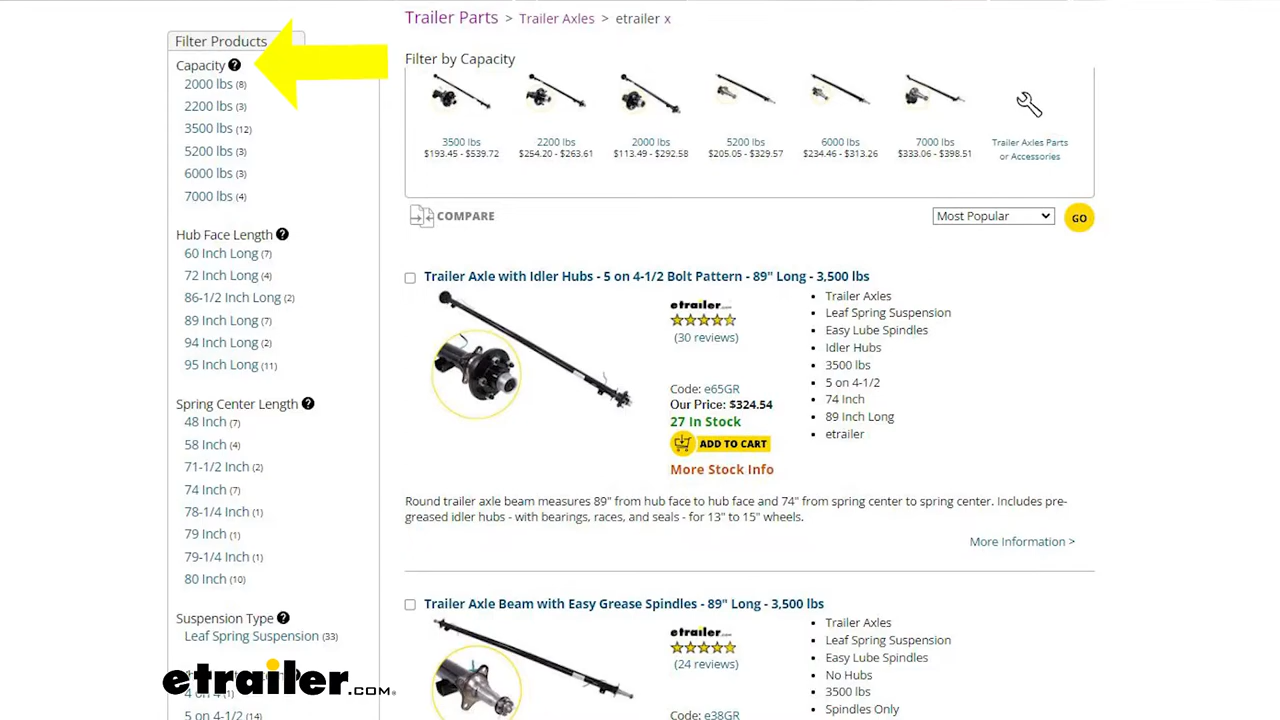 Trailer Parts > Trailer Axles > etrailer x
Filter Products
Capacity ?
2000 lbs (8)
2200 lbs (3)
3500 lbs (12)
5200 lbs (3)
6000 lbs (3)
7000 lbs (4)
Hub Face Length ?
60 Inch Long (7)
72 Inch Long (4)
86-1/2 Inch Long (2)
89 Inch Long (7)
94 Inch Long (2)
95 Inch Long (11)
Spring Center Length ?
48 Inch (7)
58 Inch (4)
71-1/2 Inch (2)
74 Inch (7)
78-1/4 Inch (1)
79 Inch (1)
79-1/4 Inch (1)
80 Inch (10)
Suspension Type ?
Leaf Spring Suspension (33)
5 on 4-1/2 (14)
etrailer.COM
Filter by Capacity
3500 lbs
$193.45 - $539.72
2200 lbs
$254.20 - $263.61
2000 lbs
$113.49 - $292.58
5200 lbs
$205.05 - $329.57
6000 lbs
$234.46 - $313.26
7000 lbs
$333.06 - $398.51
Trailer Axles Parts
or Accessories
COMPARE
Most Popular
GO
Trailer Axle with Idler Hubs - 5 on 4-1/2 Bolt Pattern - 89" Long - 3,500 lbs
etrailer.com
(30 reviews)
Code: e65GR
Our Price: $324.54
27 In Stock
ADD TO CART
More Stock Info
• Trailer Axles
• Leaf Spring Suspension
• Easy Lube Spindles
• Idler Hubs
• 3500 lbs
• 5 on 4-1/2
• 74 Inch
• 89 Inch Long
• etrailer
Round trailer axle beam measures 89" from hub face to hub face and 74" from spring center to spring center. Includes pre-
greased idler hubs - with bearings, races, and seals - for 13" to 15" wheels.
More Information >
Trailer Axle Beam with Easy Grease Spindles - 89" Long - 3,500 lbs
etrailer.com
(24 reviews)
Code: e38GR
• Trailer Axles
• Leaf Spring Suspension
• Easy Lube Spindles
• No Hubs
• 3500 lbs
• Spindles Only